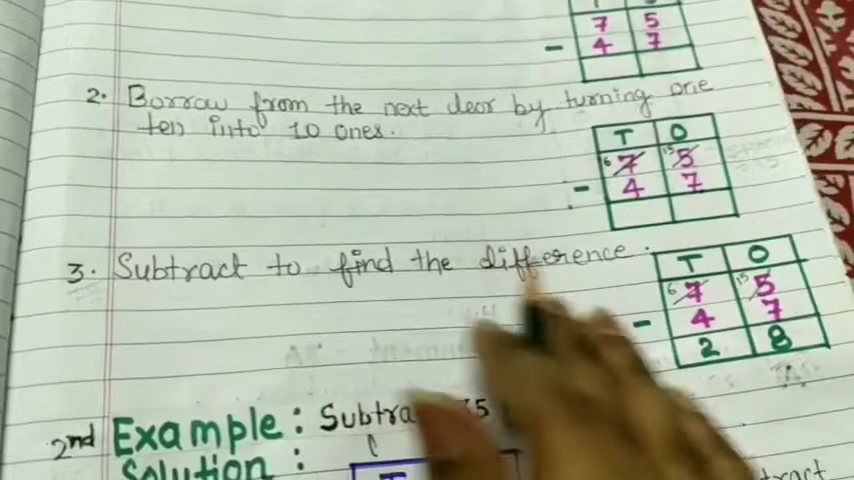 7 5
- 4 7
2. Borrow from the next door by turning one
ten into 10 ones.
T O
6 7 15 5
- 4 7
3. Subtract to find the difference.
T O
6 7 15 5
- 4 7
2 8
2nd Example: Subtra 5
Solution :
T
tract